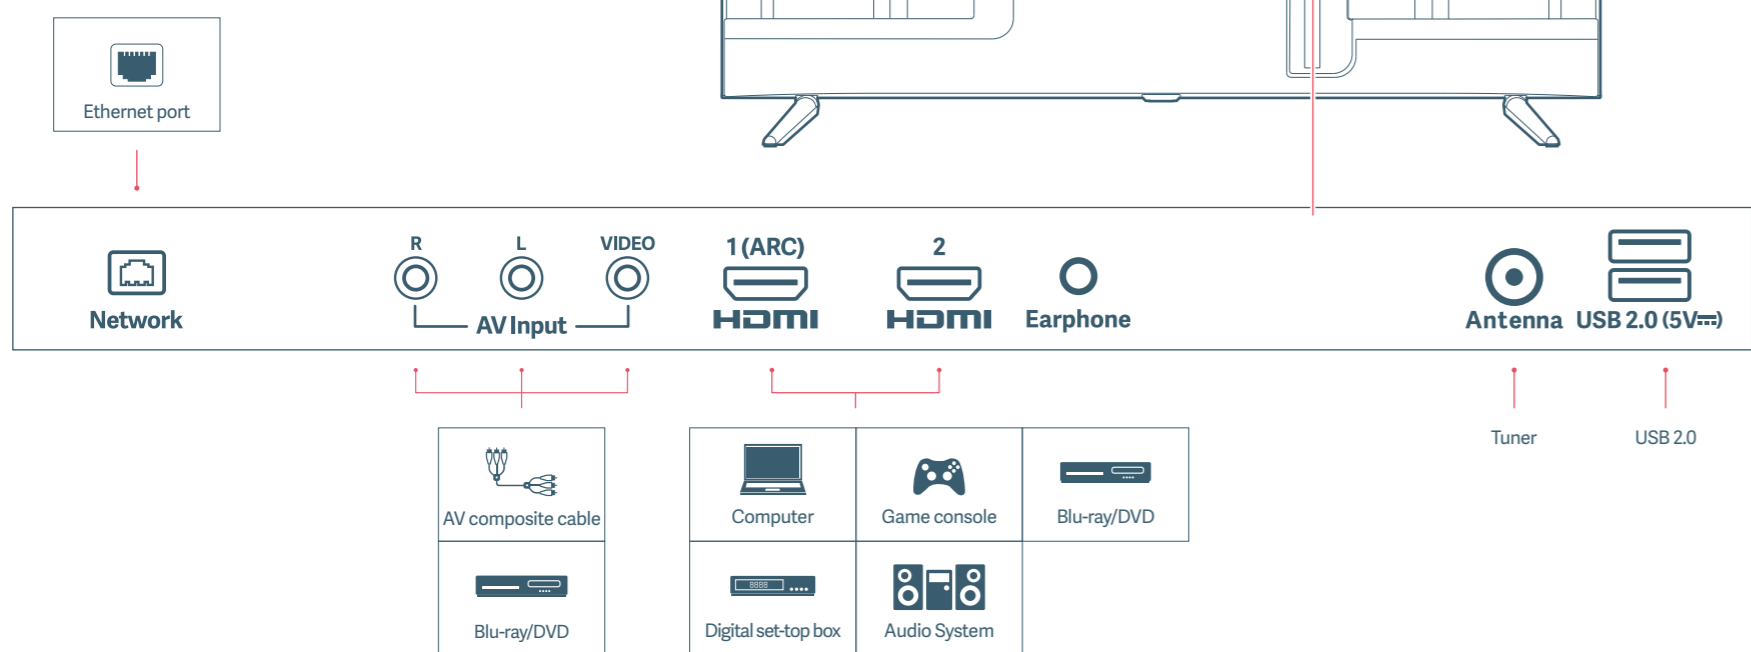 Ethernet port
R
L
VIDEO
1 (ARC)
2
Network
AV Input
HDMI
HDMI
Earphone
Antenna
USB 2.0 (5V⎓)
Tuner
USB 2.0
AV composite cable
Computer
Game console
Blu-ray/DVD
8888
Blu-ray/DVD
Digital set-top box
Audio System